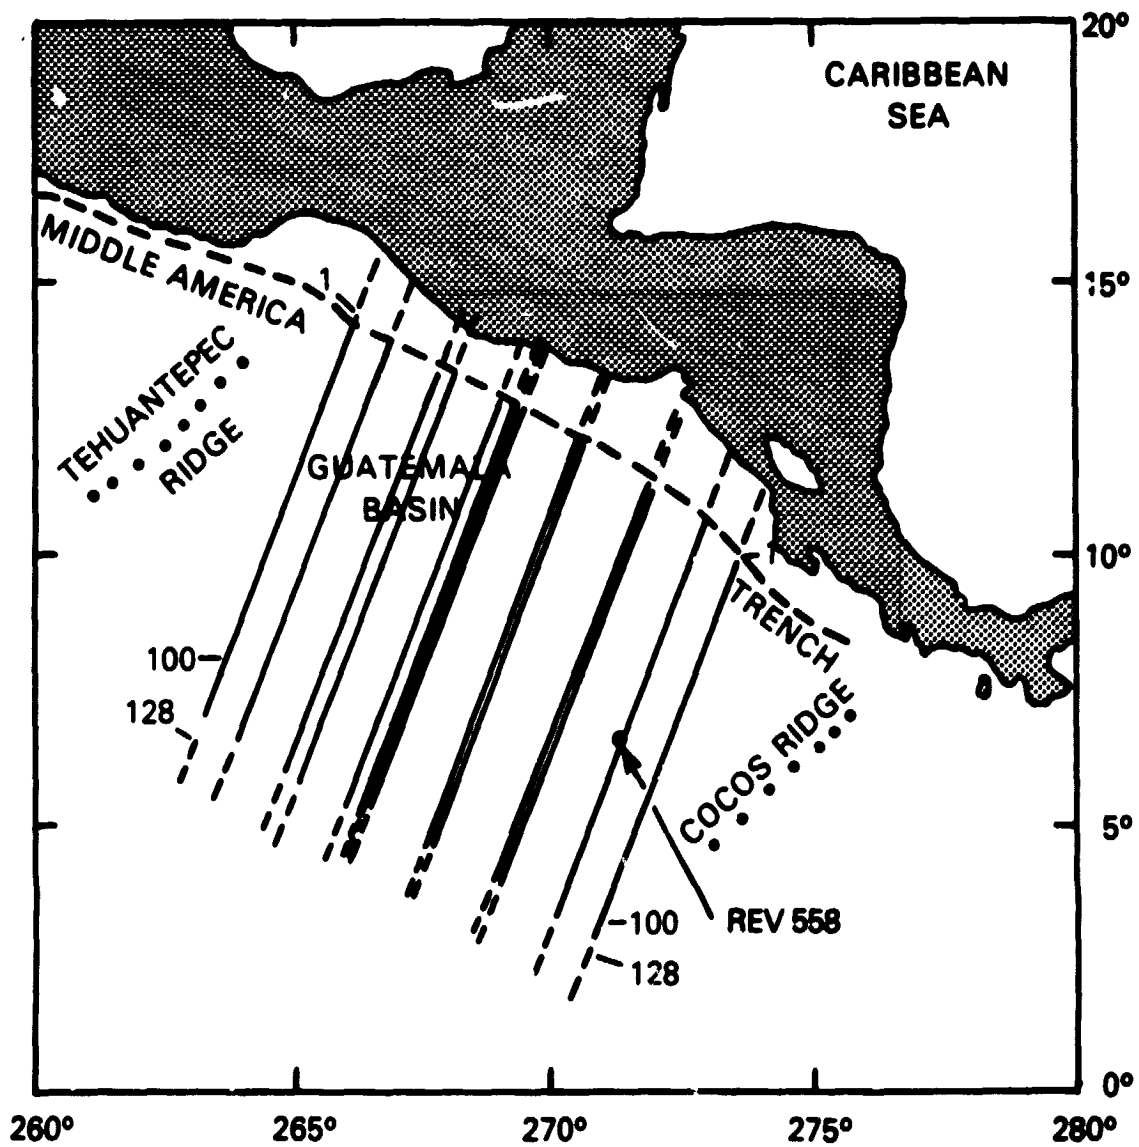 20°
CARIBBEAN
SEA
MIDDLE AMERICA
1
15°
TEHUANTEPEC
RIDGE
GUATEMALA
BASIN
1
10°
TRENCH
100
128
COCOS RIDGE
5°
100
REV 558
128
0°
260°
265°
270°
275°
280°